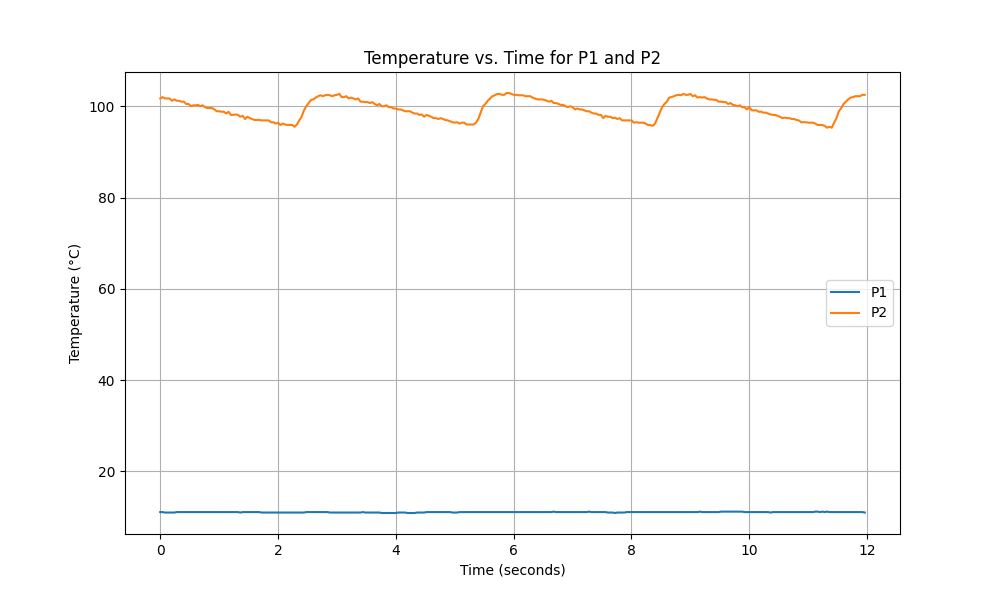 Temperature vs. Time for P1 and P2
Temperature (°C)
100
80
60
40
20
0 2 4 6 8 10 12
Time (seconds)
P1
P2